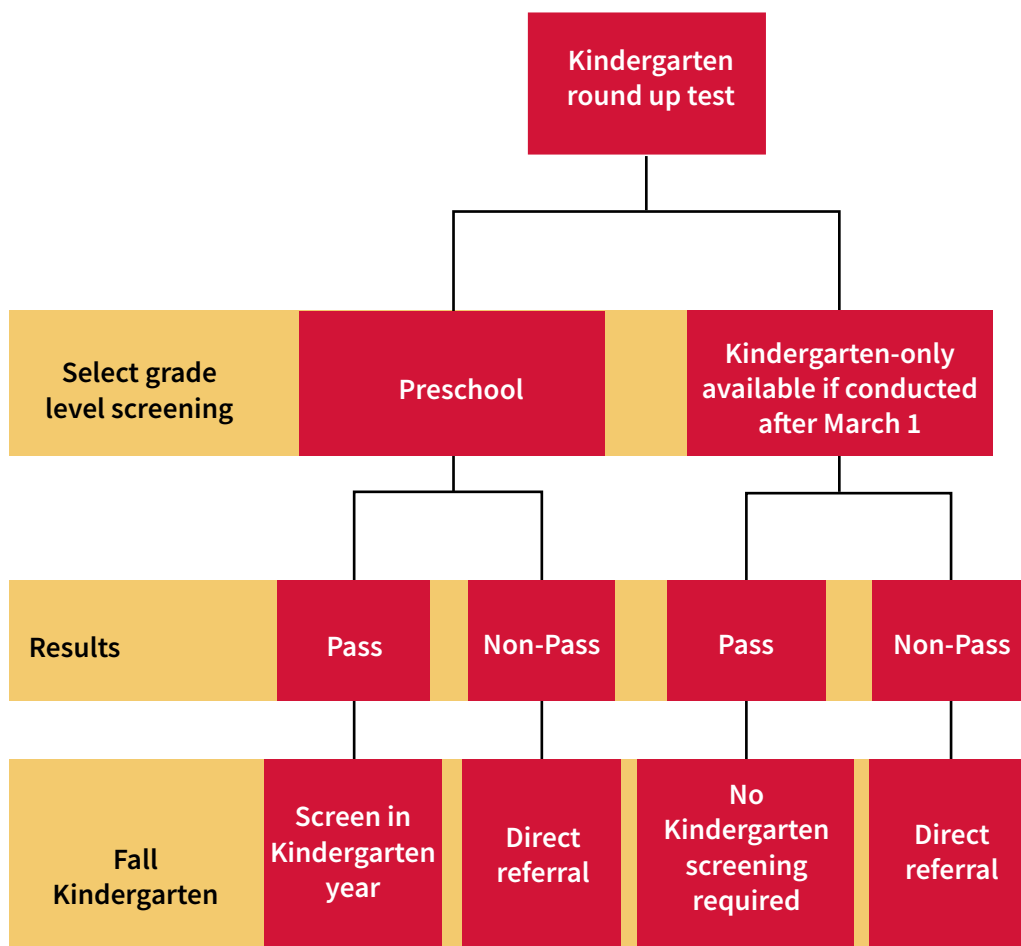 Kindergarten
round up test
Select grade
level screening
Preschool
Kindergarten-only
available if conducted
after March 1
Results
Pass
Non-Pass
Pass
Non-Pass
Fall
Kindergarten
Screen in
Kindergarten
year
Direct
referral
No
Kindergarten
screening
required
Direct
referral